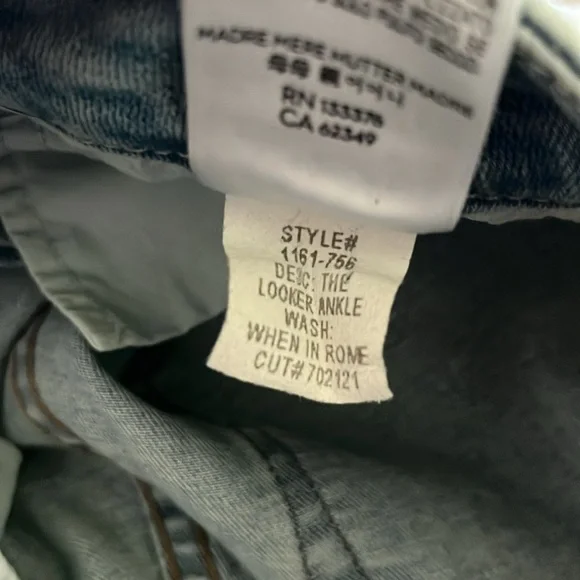 MADRE MERE MUTTER MADRE
RN 133376
CA 62349
STYLE#
1161-756
DESC: THE
LOOKER ANKLE
WASH:
WHEN IN ROME
CUT# 702121